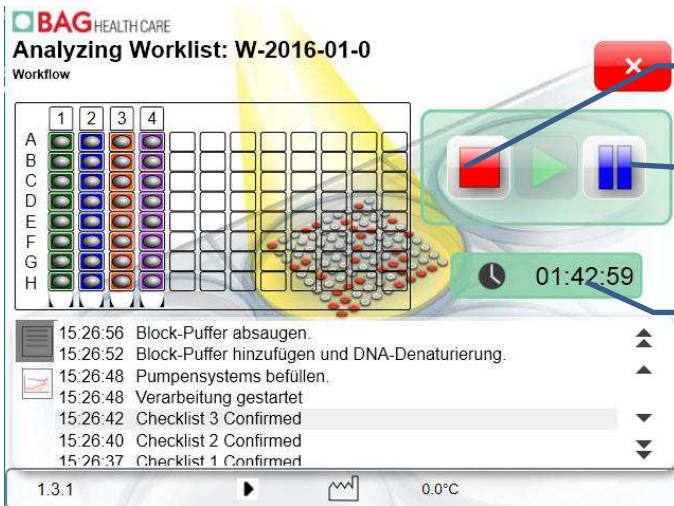 BAG HEALTH CARE
Analyzing Worklist: W-2016-01-0
Workflow
1 2 3 4
A
B
C
D
E
F
G
H
01:42:59
15:26:56 Block-Puffer absaugen.
15:26:52 Block-Puffer hinzufügen und DNA-Denaturierung.
15:26:48 Pumpensystems befüllen.
15:26:48 Verarbeitung gestartet
15:26:42 Checklist 3 Confirmed
15:26:40 Checklist 2 Confirmed
15:26:37 Checklist 1 Confirmed
1.3.1 0.0°C